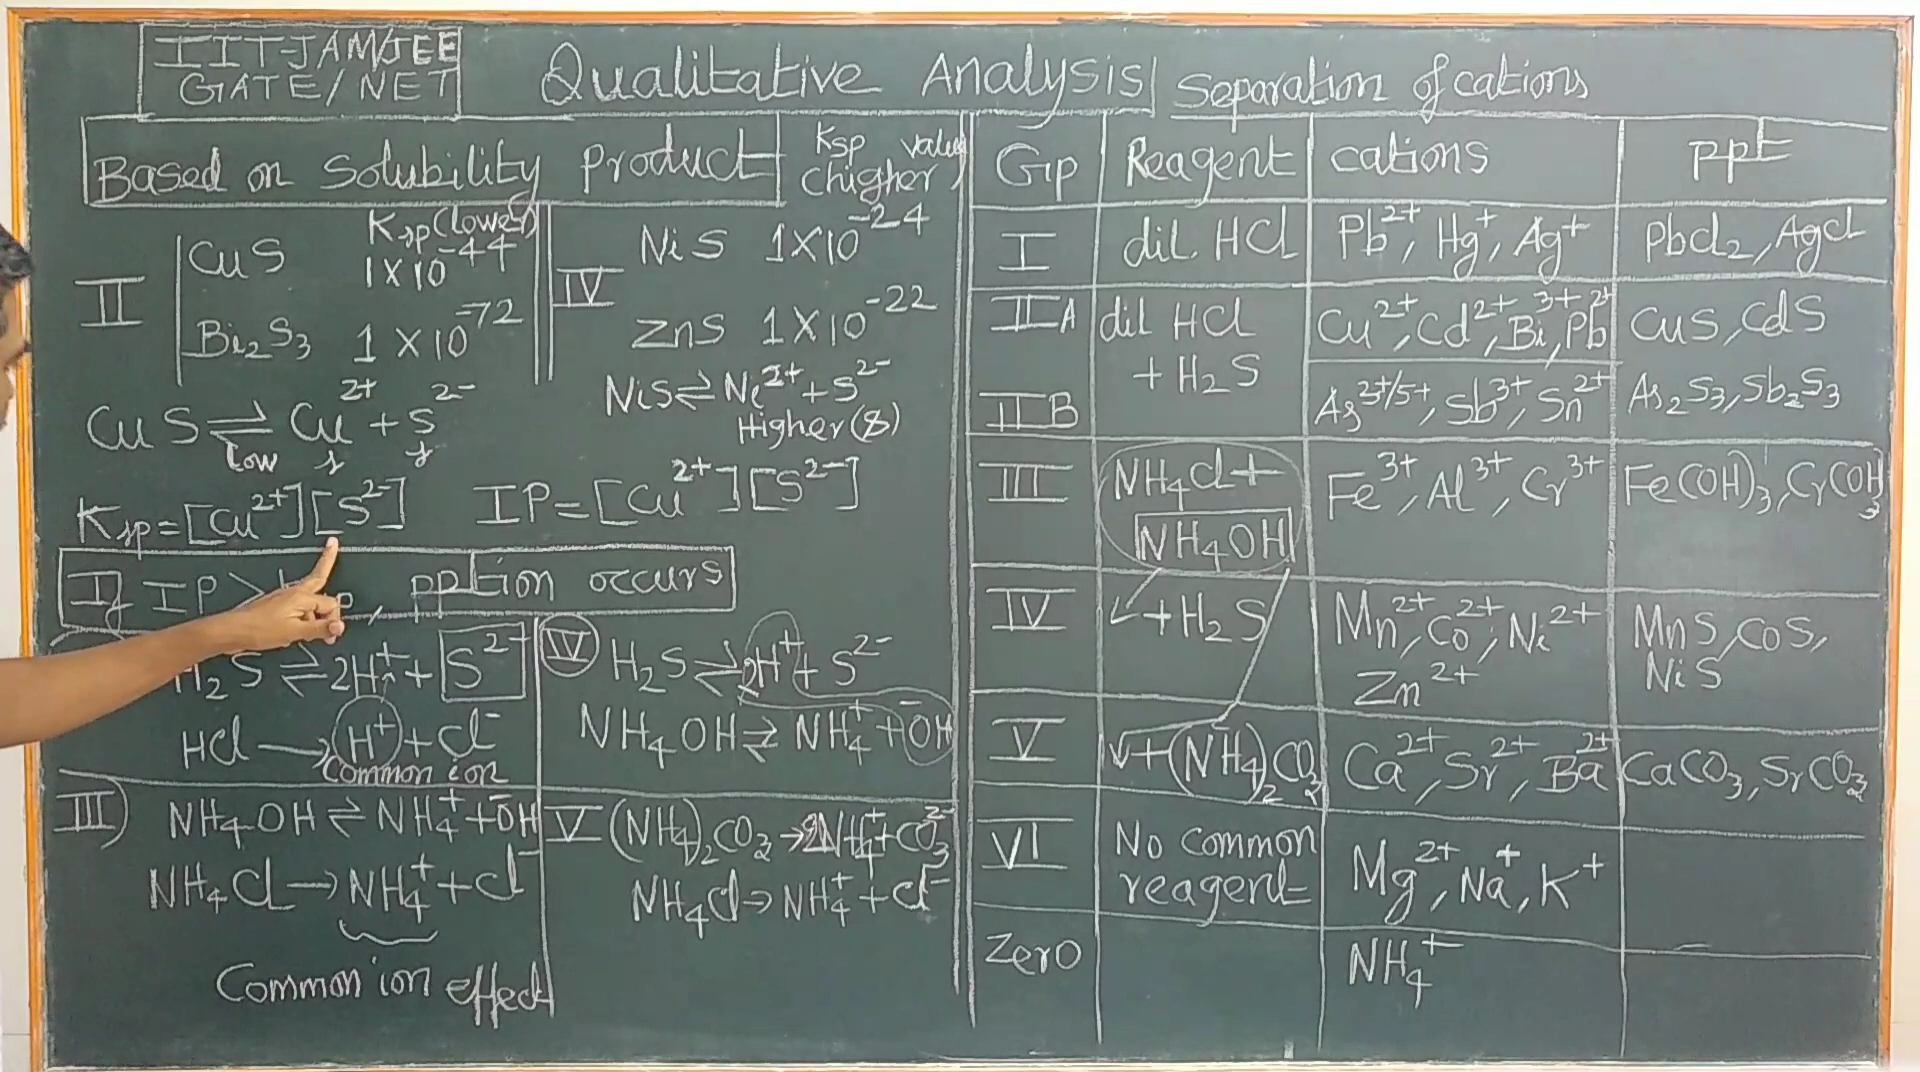 IIT-JAM/JEE
GATE/NET
Qualitative Analysis
Separation of cations
Based on Solubility Product
Ksp value
(higher)
II
Ksp (lower)
CuS 1×10⁻⁴⁴
Bi₂S₃ 1×10⁻⁷²
IV
NiS 1×10⁻²⁴
ZnS 1×10⁻²²
NiS⇌Ni²⁺+S²⁻
Higher(S)
CuS⇌Cu²⁺+S²⁻
Low s s
Ksp=[Cu²⁺][S²⁻]
IP=[Cu²⁺][S²⁻]
If IP> , pption occurs
H₂S⇌2H⁺+S²⁺
HCl→H⁺+Cl⁻
Common ion
IV H₂S⇌2H⁺+S²⁻
NH₄OH⇌NH₄⁺+⁻OH
III) NH₄OH⇌NH₄⁺+⁻OH
NH₄Cl→NH₄⁺+Cl⁻
Common ion effect
V (NH₄)₂CO₃→2NH₄⁺+CO₃²⁻
NH₄Cl→NH₄⁺+Cl⁻
Grp Reagent cations ppt
I dil. HCl Pb²⁺, Hg⁺, Ag⁺ PbCl₂, AgCl
IIA dil HCl Cu²⁺, Cd²⁺, Bi³⁺, Pb²⁺ CuS, CdS
+ H₂S
IIB As³⁺/⁵⁺, Sb³⁺, Sn²⁺ As₂S₃, Sb₂S₃
III NH₄Cl+ Fe³⁺, Al³⁺, Cr³⁺ Fe(OH)₃, Cr(OH)₃
NH₄OH
IV +H₂S Mn²⁺, Co²⁺, Ni²⁺ MnS, CoS,
Zn²⁺ NiS
V +(NH₄)₂CO₃ Ca²⁺, Sr²⁺, Ba²⁺ CaCO₃, SrCO₃
VI No common Mg²⁺, Na⁺, K⁺
reagent
Zero NH₄⁺